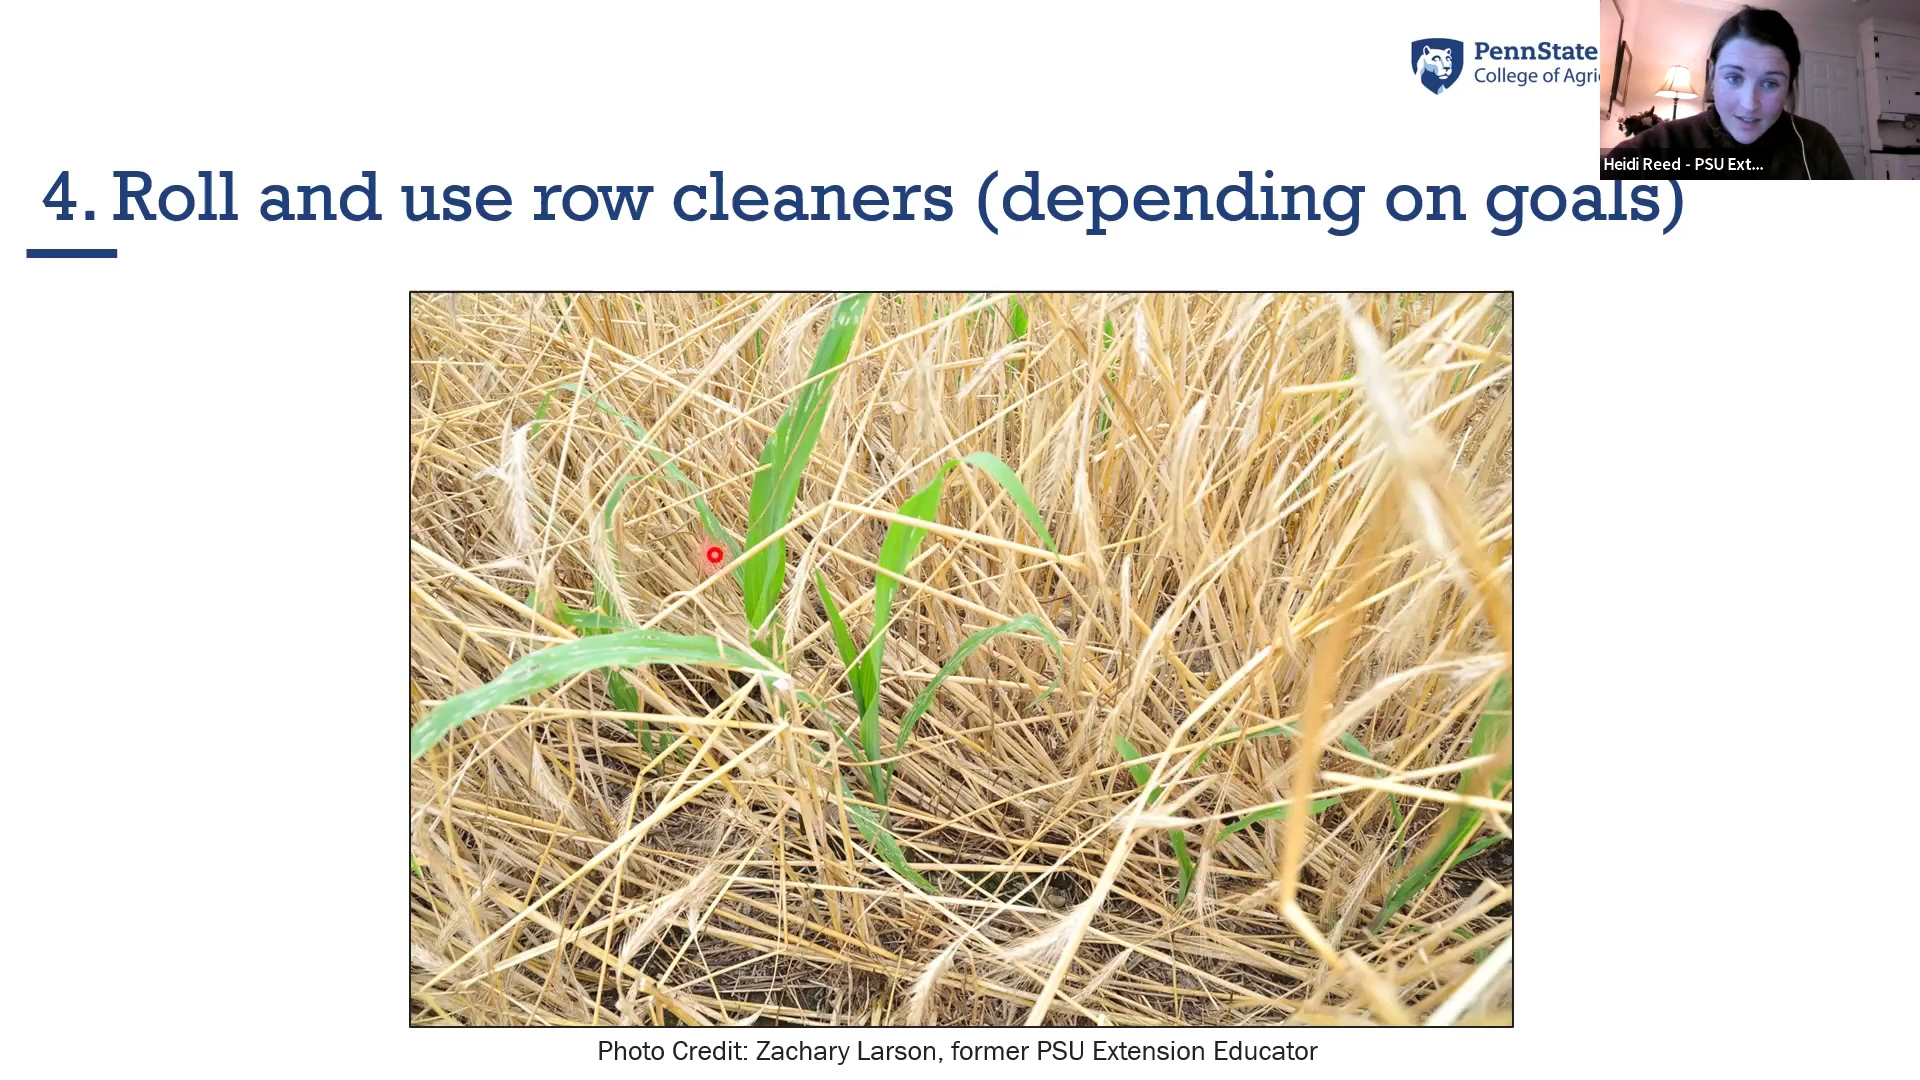 PennState
College of Agri
Heidi Reed - PSU Ext...
4. Roll and use row cleaners (depending on goals)
Photo Credit: Zachary Larson, former PSU Extension Educator